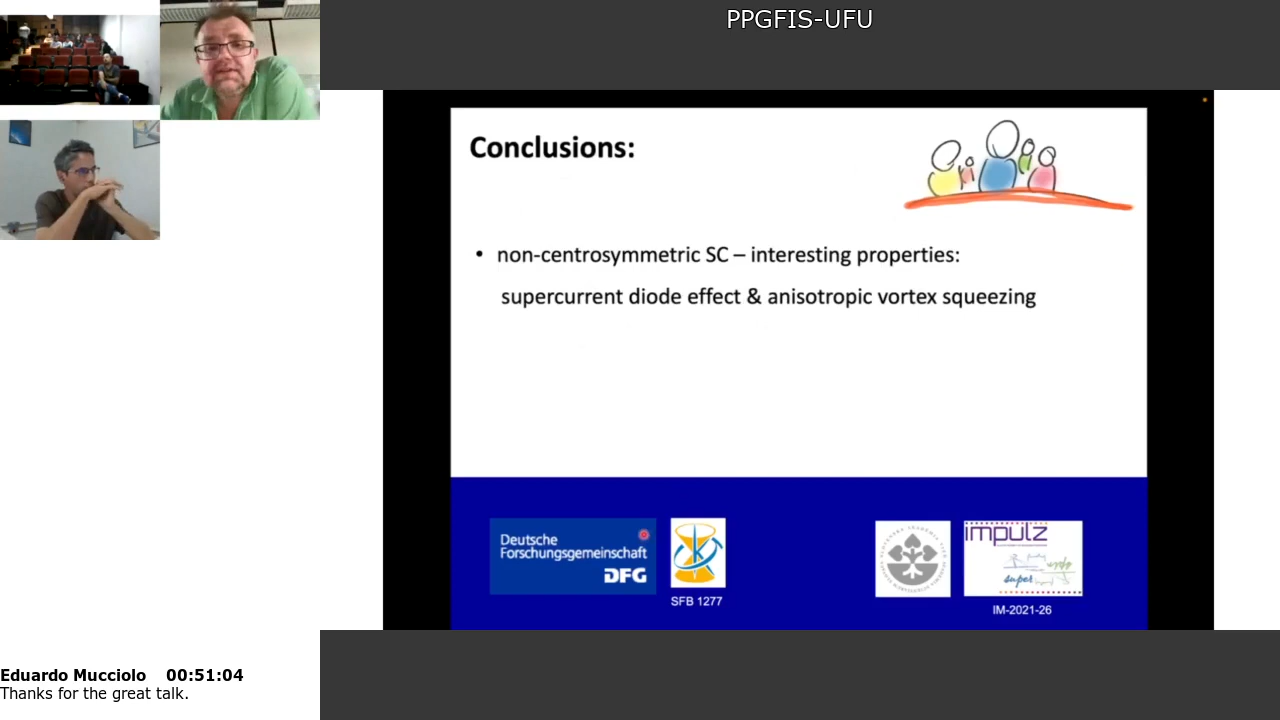 PPGFIS-UFU
Conclusions:
• non-centrosymmetric SC – interesting properties:
supercurrent diode effect & anisotropic vortex squeezing
Deutsche
Forschungsgemeinschaft
DFG
SFB 1277
impulz
super
IM-2021-26
Eduardo Mucciolo 00:51:04
Thanks for the great talk.